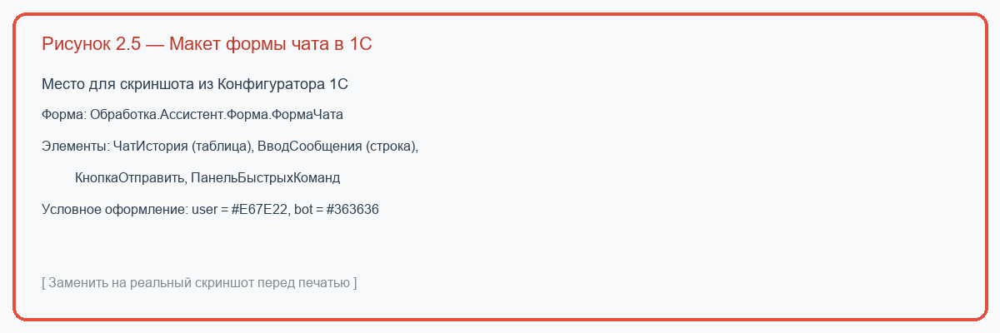 Рисунок 2.5 — Макет формы чата в 1С
Место для скриншота из Конфигуратора 1С
Форма: Обработка.Ассистент.Форма.ФормаЧата
Элементы: ЧатИстория (таблица), ВводСообщения (строка),
КнопкаОтправить, ПанельБыстрыхКоманд
Условное оформление: user = #E67E22, bot = #363636
[ Заменить на реальный скриншот перед печатью ]